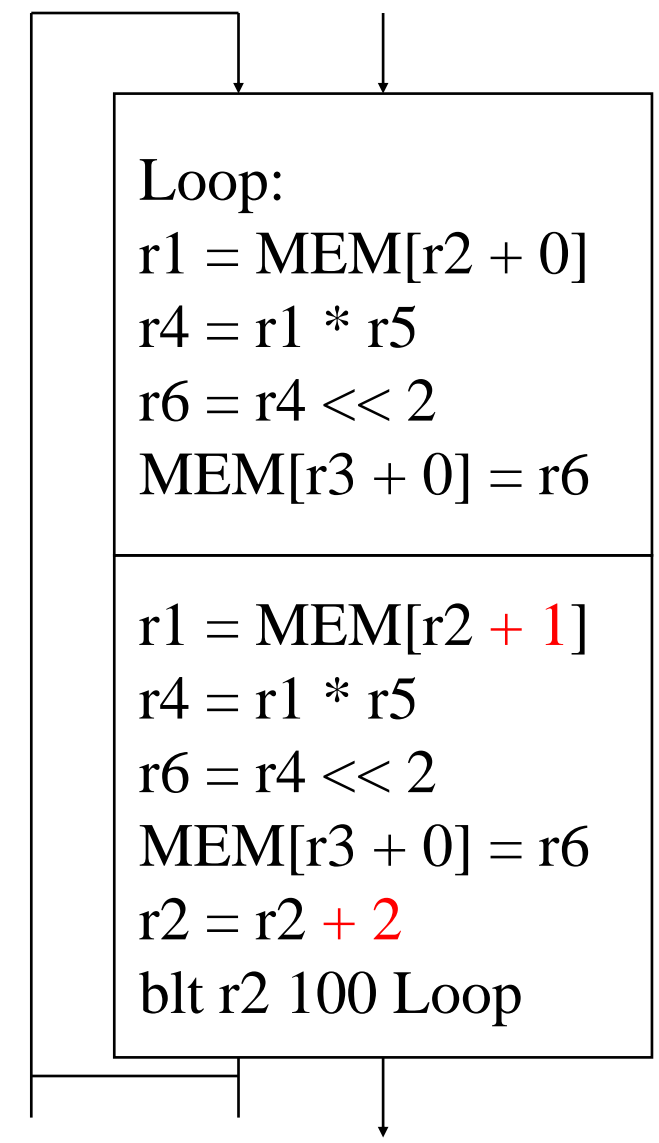 Loop:
r1 = MEM[r2 + 0]
r4 = r1 * r5
r6 = r4 << 2
MEM[r3 + 0] = r6
r1 = MEM[r2 + 1]
r4 = r1 * r5
r6 = r4 << 2
MEM[r3 + 0] = r6
r2 = r2 + 2
blt r2 100 Loop